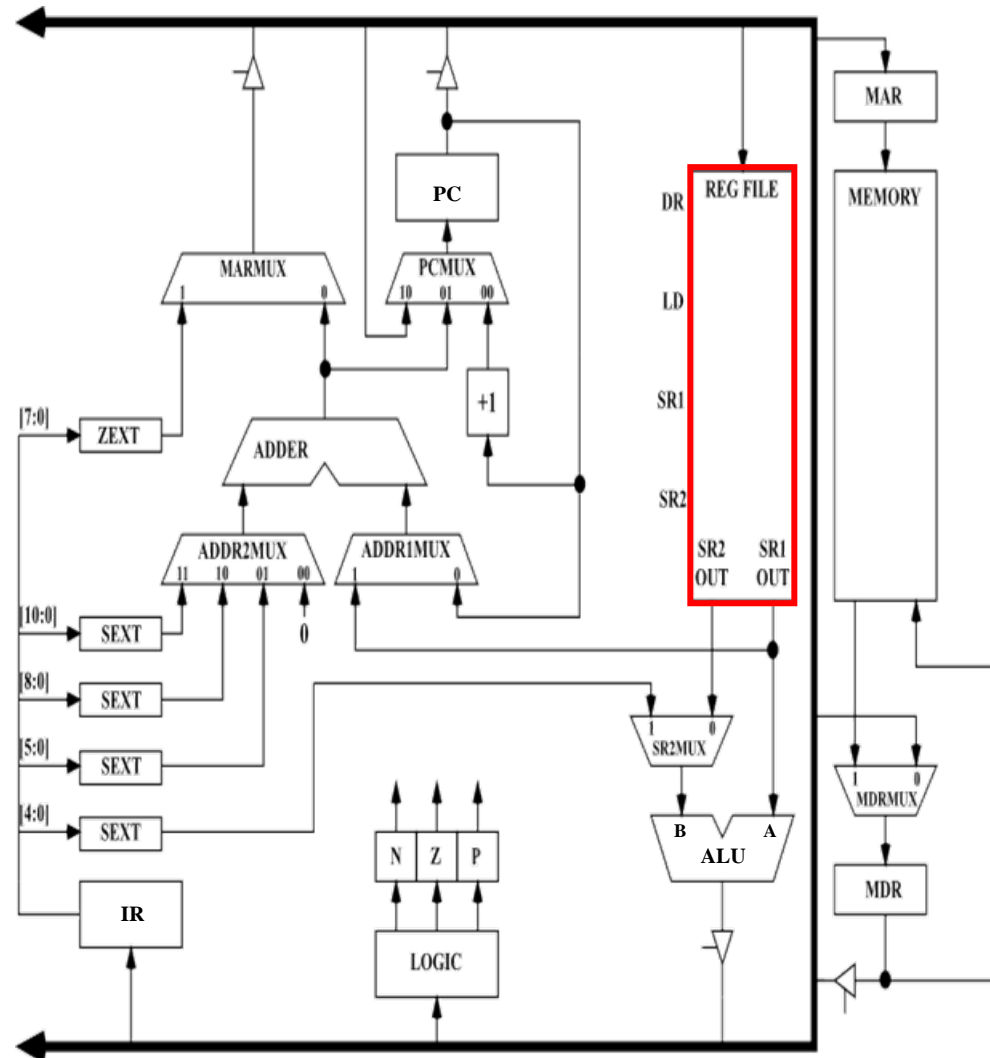 MAR
REG FILE
MEMORY
DR
PC
MARMUX
1 0
PCMUX
10 01 00
LD
+1
SR1
[7:0]
ZEXT
ADDER
SR2
ADDR2MUX
11 10 01 00
ADDR1MUX
1 0
SR2 SR1
OUT OUT
[10:0]
SEXT
0
[8:0]
SEXT
1 0
SR2MUX
[5:0]
SEXT
1 0
MDRMUX
[4:0]
SEXT
B A
ALU
N Z P
MDR
IR
LOGIC